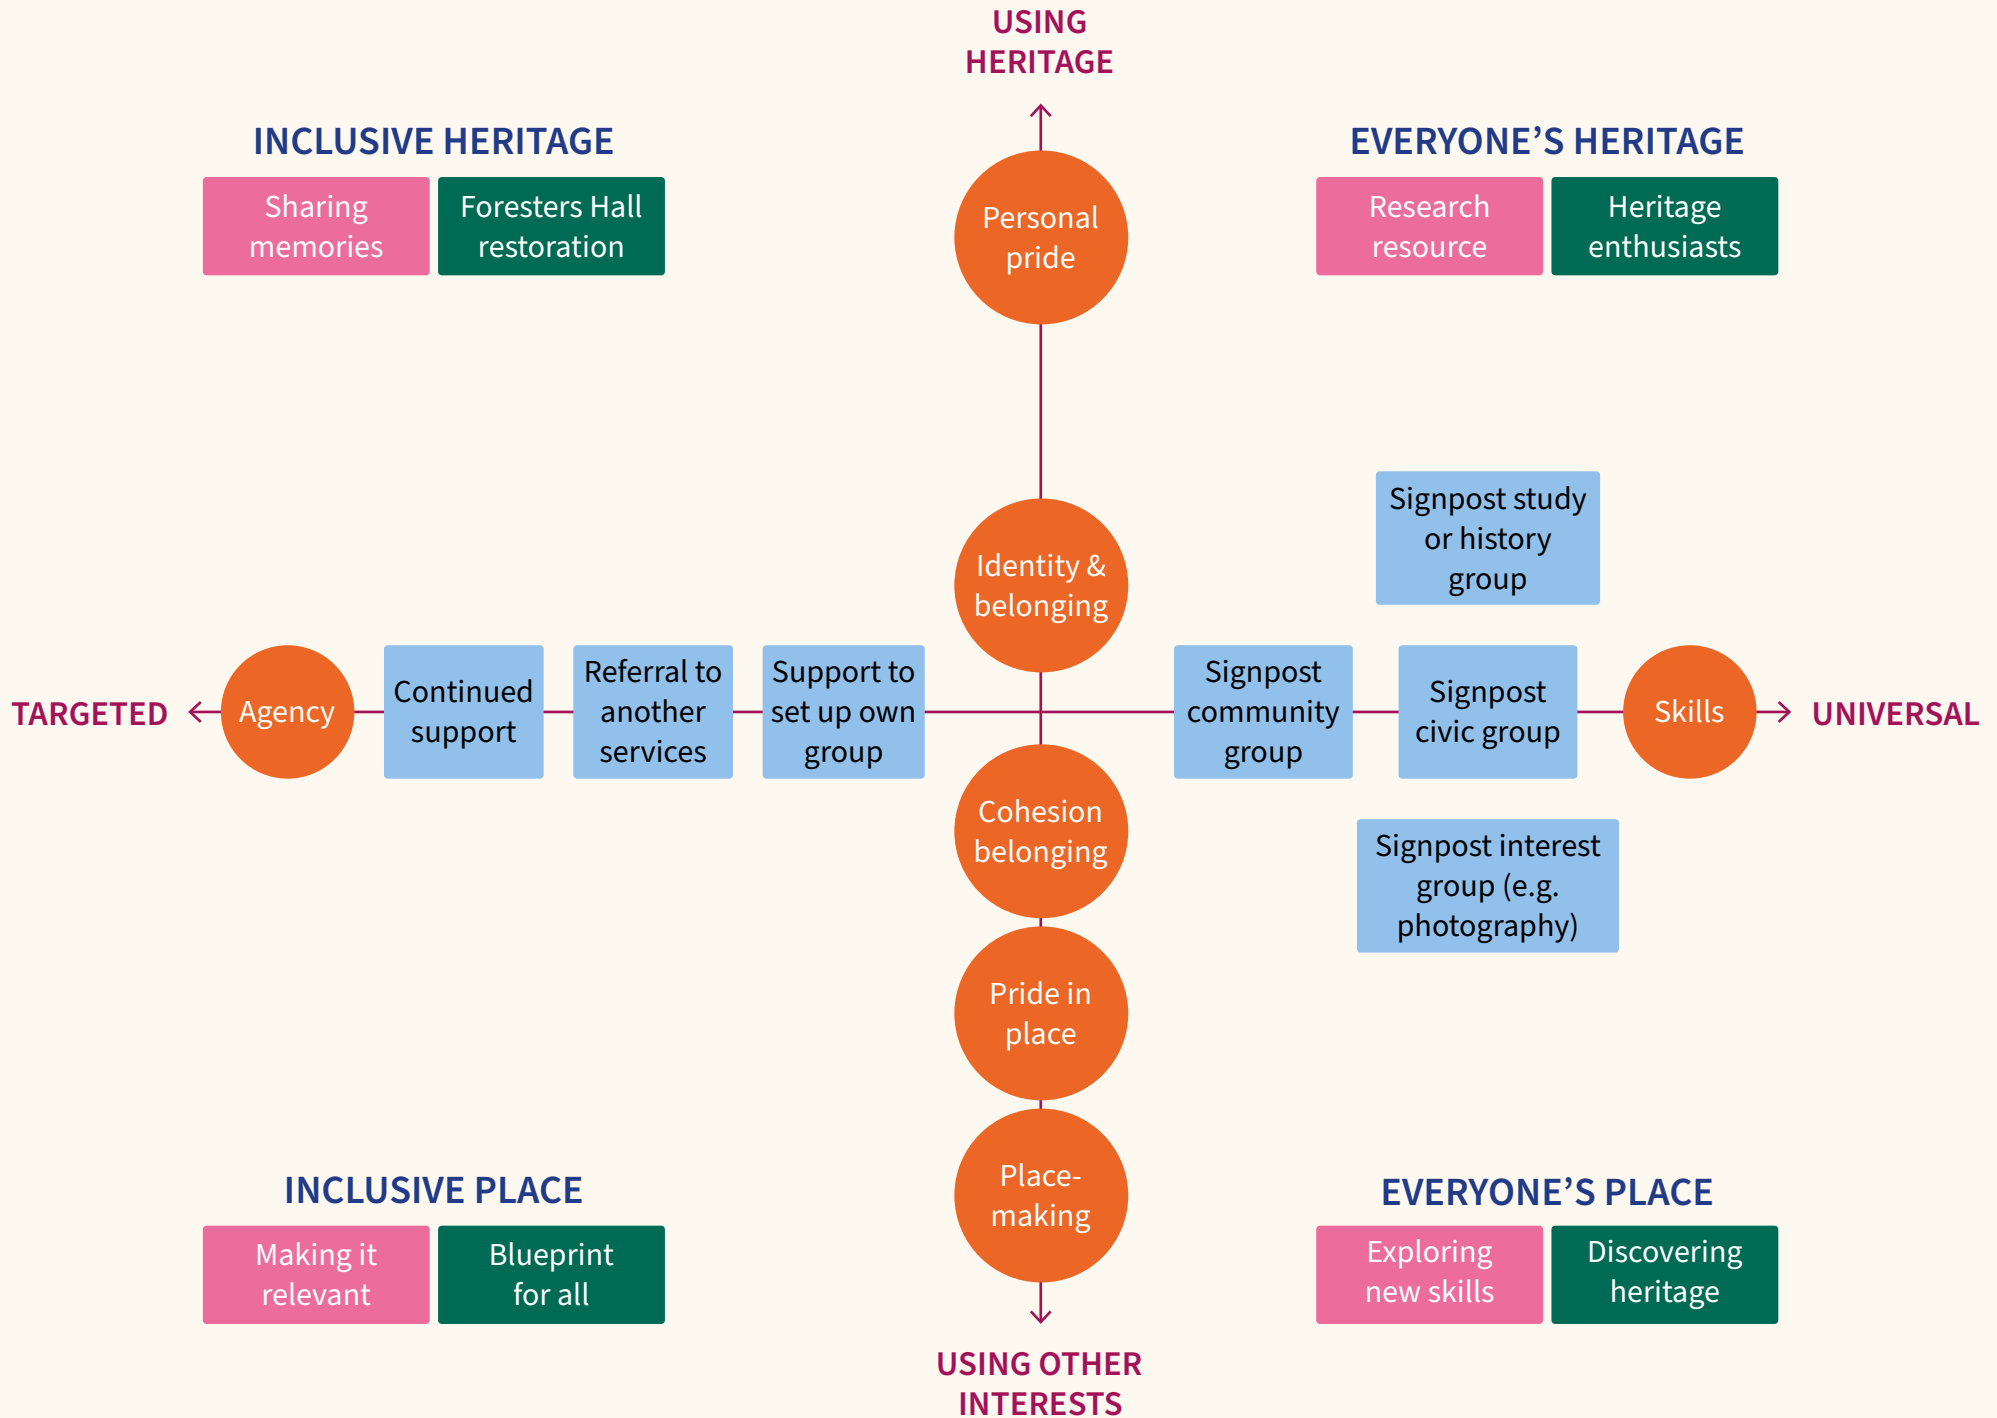 USING
HERITAGE
INCLUSIVE HERITAGE
Sharing
memories
Foresters Hall
restoration
Personal
pride
EVERYONE’S HERITAGE
Research
resource
Heritage
enthusiasts
Identity &
belonging
Signpost study
or history
group
TARGETED
Agency
Continued
support
Referral to
another
services
Support to
set up own
group
Signpost
community
group
Signpost
civic group
Skills
UNIVERSAL
Cohesion
belonging
Signpost interest
group (e.g.
photography)
Pride in
place
Place-
making
INCLUSIVE PLACE
Making it
relevant
Blueprint
for all
EVERYONE’S PLACE
Exploring
new skills
Discovering
heritage
USING OTHER
INTERESTS